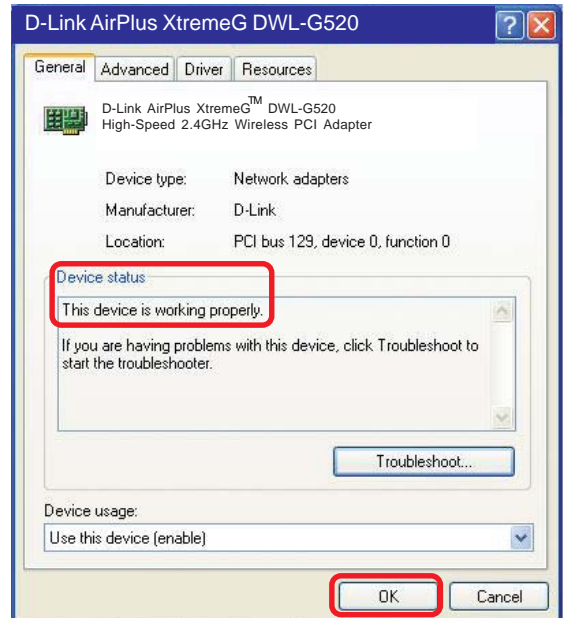 D-Link AirPlus XtremeG DWL-G520
General Advanced Driver Resources
D-Link AirPlus XtremeG™ DWL-G520
High-Speed 2.4GHz Wireless PCI Adapter
Device type: Network adapters
Manufacturer: D-Link
Location: PCI bus 129, device 0, function 0
Device status
This device is working properly.
If you are having problems with this device, click Troubleshoot to
start the troubleshooter.
Troubleshoot...
Device usage:
Use this device (enable)
OK Cancel